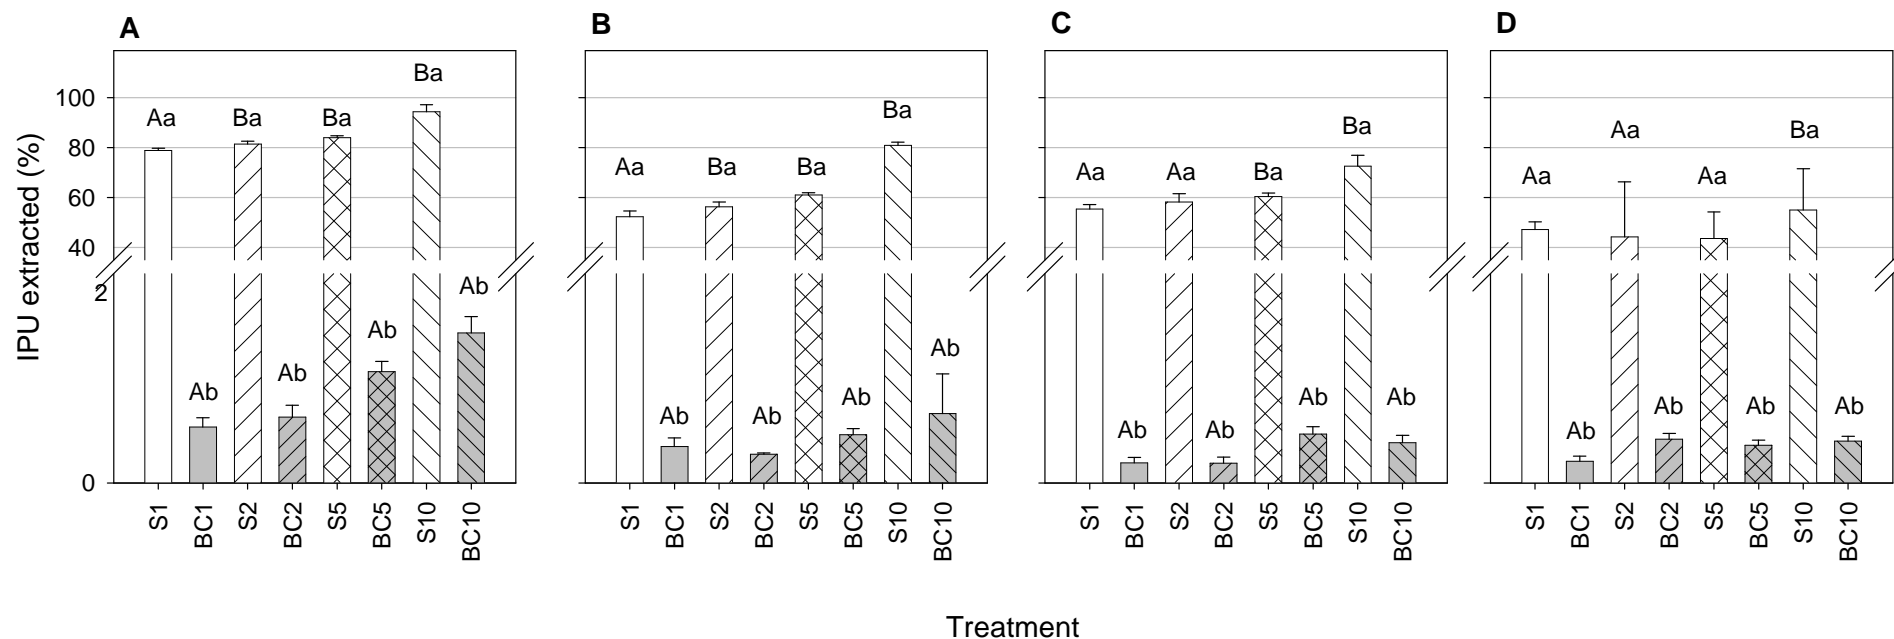 A
B
C
D
IPU extracted (%)
100
80
60
40
2
0
Aa
Ab
Ba
Ab
Ba
Ab
Ba
Ab
S1
BC1
S2
BC2
S5
BC5
S10
BC10
Aa
Ab
Ba
Ab
Ba
Ab
Ba
Ab
S1
BC1
S2
BC2
S5
BC5
S10
BC10
Aa
Ab
Aa
Ab
Ba
Ab
Ba
Ab
S1
BC1
S2
BC2
S5
BC5
S10
BC10
Aa
Ab
Aa
Ab
Aa
Ab
Ba
Ab
S1
BC1
S2
BC2
S5
BC5
S10
BC10
Treatment